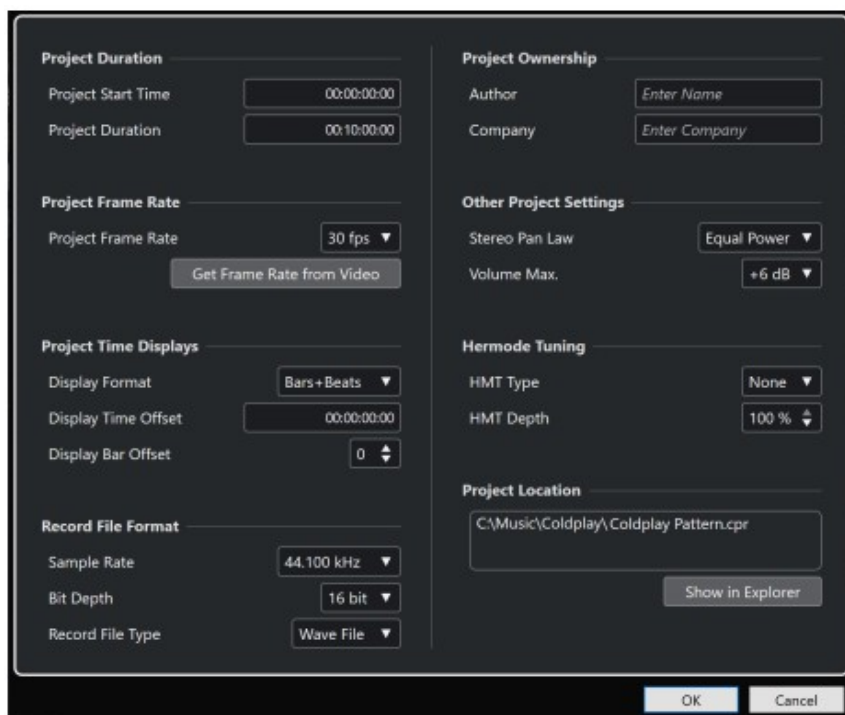 Project Duration
Project Start Time 00:00:00:00
Project Duration 00:10:00:00
Project Frame Rate
Project Frame Rate 30 fps
Get Frame Rate from Video
Project Time Displays
Display Format Bars+Beats
Display Time Offset 00:00:00:00
Display Bar Offset 0
Record File Format
Sample Rate 44.100 kHz
Bit Depth 16 bit
Record File Type Wave File
Project Ownership
Author Enter Name
Company Enter Company
Other Project Settings
Stereo Pan Law Equal Power
Volume Max. +6 dB
Hermode Tuning
HMT Type None
HMT Depth 100 %
Project Location
C:\Music\Coldplay\Coldplay Pattern.cpr
Show in Explorer
OK Cancel